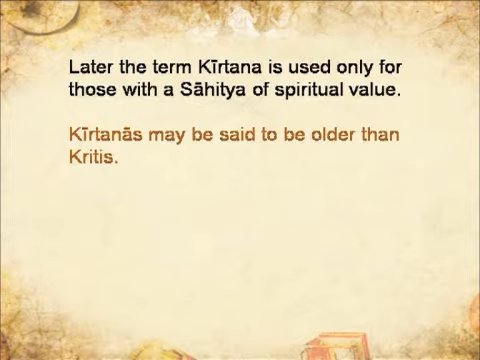 Later the term Kīrtana is used only for
those with a Sāhitya of spiritual value.
Kīrtanās may be said to be older than
Kritis.